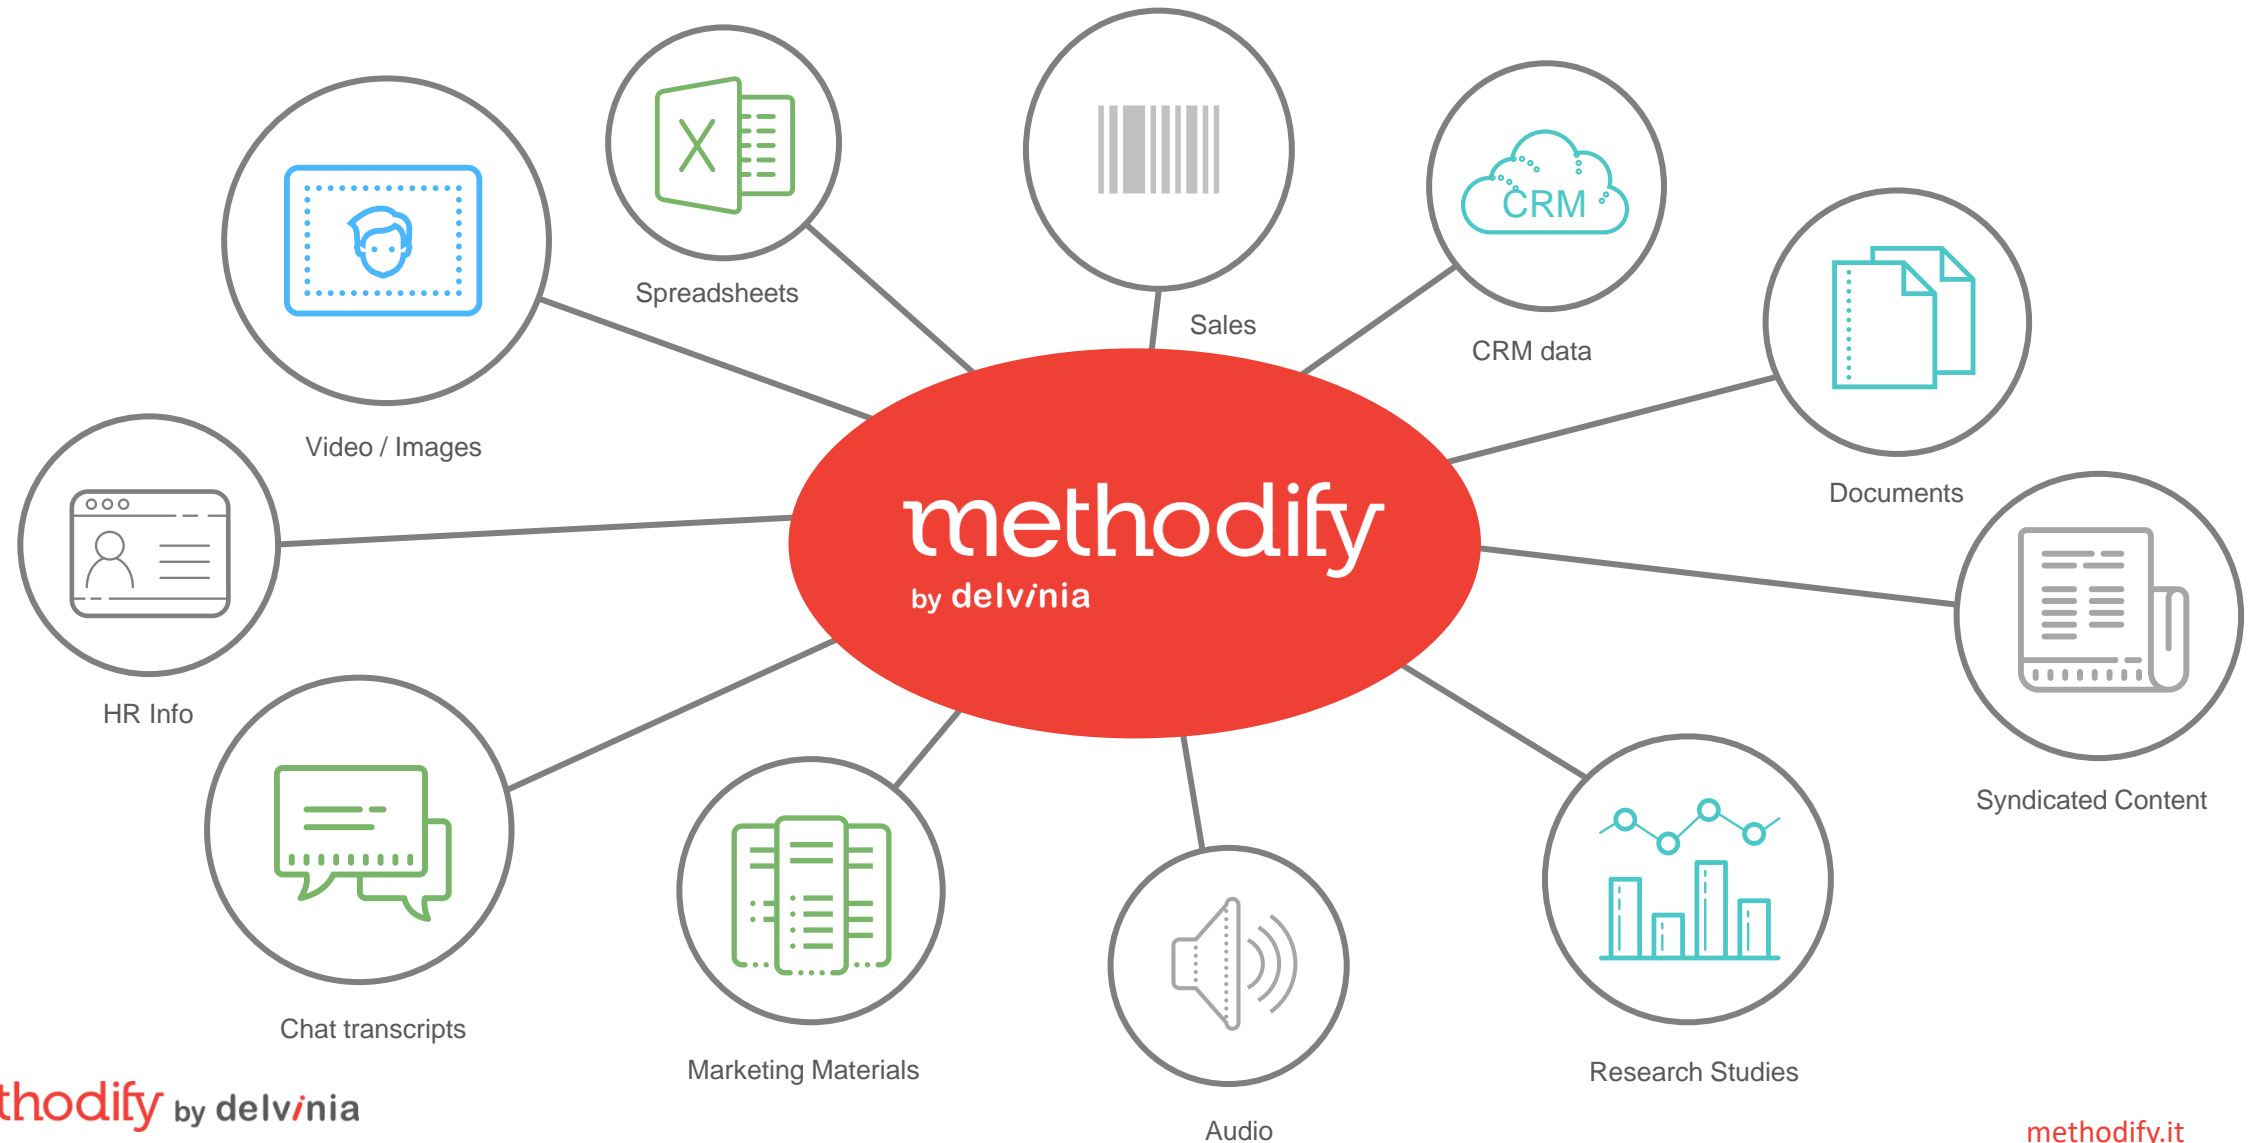 Spreadsheets
Sales
CRM
CRM data
Video / Images
Documents
methodify
by delvinia
HR Info
Syndicated Content
Chat transcripts
Marketing Materials
Audio
Research Studies
thodify by delvinia
methodify.it